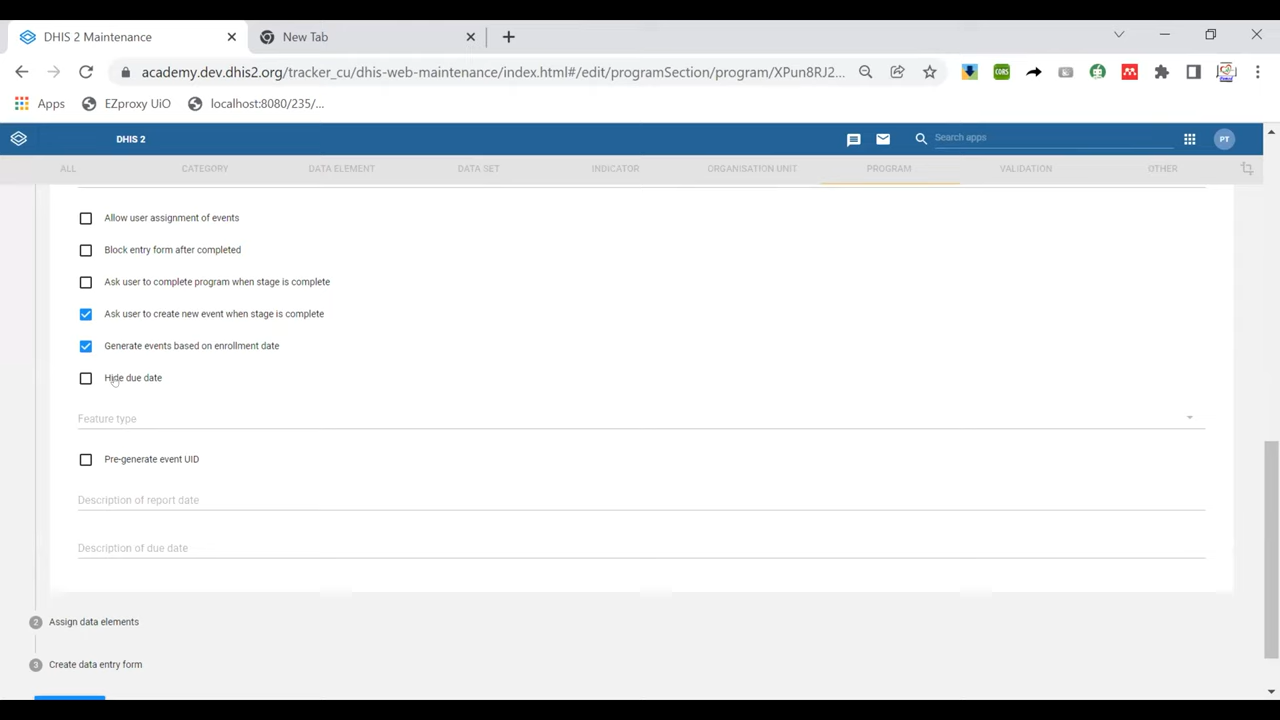 DHIS 2 Maintenance
New Tab
academy.dev.dhis2.org/tracker_cu/dhis-web-maintenance/index.html#/edit/programSection/program/XPun8RJ2...
Apps EZproxy UiO localhost:8080/235/...
DHIS 2 Search apps PT
ALL CATEGORY DATA ELEMENT DATA SET INDICATOR ORGANISATION UNIT PROGRAM VALIDATION OTHER
Allow user assignment of events
Block entry form after completed
Ask user to complete program when stage is complete
Ask user to create new event when stage is complete
Generate events based on enrollment date
Hide due date
Feature type
Pre-generate event UID
Description of report date
Description of due date
2 Assign data elements
3 Create data entry form